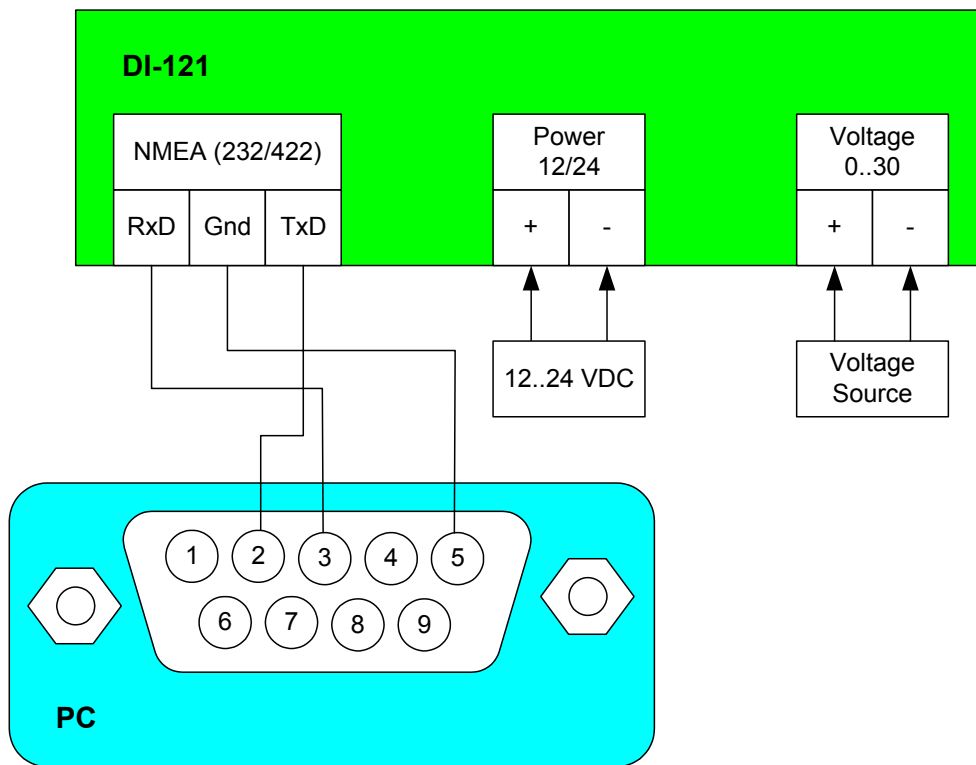 DI-121
NMEA (232/422)
RxD Gnd TxD
Power
12/24
+ -
Voltage
0..30
+ -
12..24 VDC
Voltage
Source
1 2 3 4 5
6 7 8 9
PC